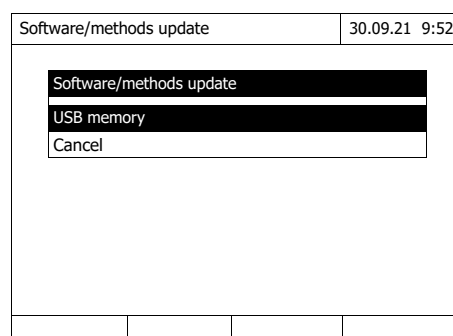 Software/methods update 30.09.21 9:52
Software/methods update
USB memory
Cancel